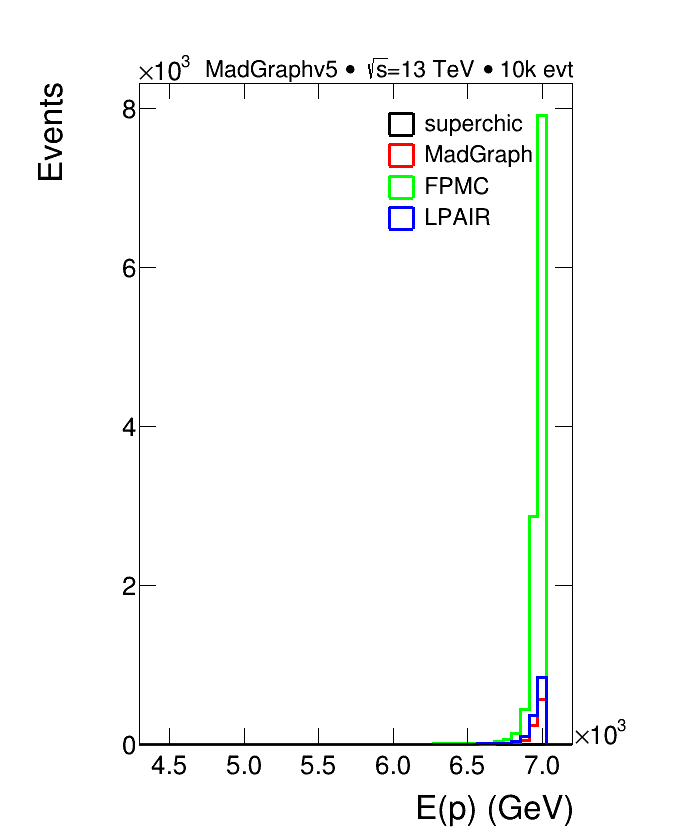 ×10³ MadGraphv5 • √s=13 TeV • 10k evt
Events
8
6
4
2
0
superchic
MadGraph
FPMC
LPAIR
4.5 5.0 5.5 6.0 6.5 7.0 ×10³
E(p) (GeV)